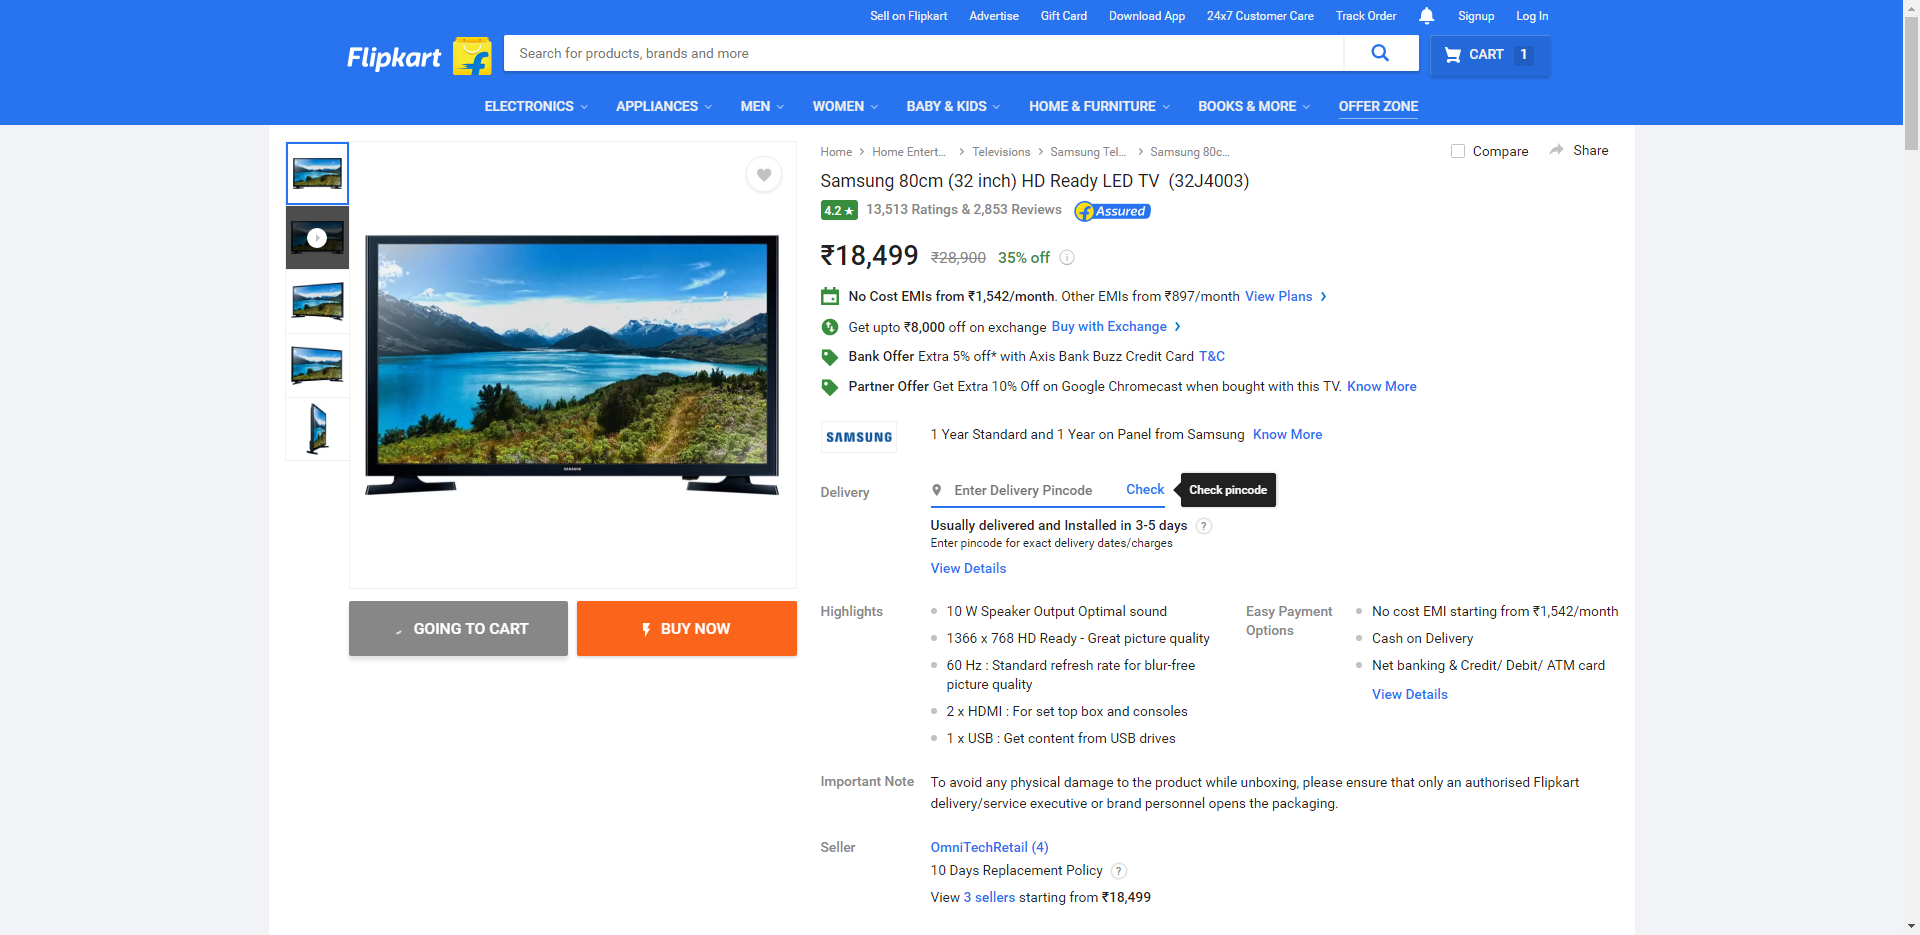 Sell on Flipkart Advertise Gift Card Download App 24x7 Customer Care Track Order Signup Log In
Flipkart Search for products, brands and more CART 1
ELECTRONICS APPLIANCES MEN WOMEN BABY & KIDS HOME & FURNITURE BOOKS & MORE OFFER ZONE
Home Home Entert... Televisions Samsung Tel... Samsung 80c... Compare Share
Samsung 80cm (32 inch) HD Ready LED TV (32J4003)
4.2 ★ 13,513 Ratings & 2,853 Reviews Assured
₹18,499 ₹28,900 35% off i
No Cost EMIs from ₹1,542/month. Other EMIs from ₹897/month View Plans
Get upto ₹8,000 off on exchange Buy with Exchange
Bank Offer Extra 5% off* with Axis Bank Buzz Credit Card T&C
Partner Offer Get Extra 10% Off on Google Chromecast when bought with this TV. Know More
SAMSUNG 1 Year Standard and 1 Year on Panel from Samsung Know More
SAMSUNG
Delivery Enter Delivery Pincode Check Check pincode
Usually delivered and Installed in 3-5 days ?
Enter pincode for exact delivery dates/charges
View Details
GOING TO CART BUY NOW
Highlights
10 W Speaker Output Optimal sound
1366 x 768 HD Ready - Great picture quality
60 Hz : Standard refresh rate for blur-free
picture quality
2 x HDMI : For set top box and consoles
1 x USB : Get content from USB drives
Easy Payment
Options
No cost EMI starting from ₹1,542/month
Cash on Delivery
Net banking & Credit/ Debit/ ATM card
View Details
Important Note To avoid any physical damage to the product while unboxing, please ensure that only an authorised Flipkart
delivery/service executive or brand personnel opens the packaging.
Seller OmniTechRetail (4)
10 Days Replacement Policy ?
View 3 sellers starting from ₹18,499